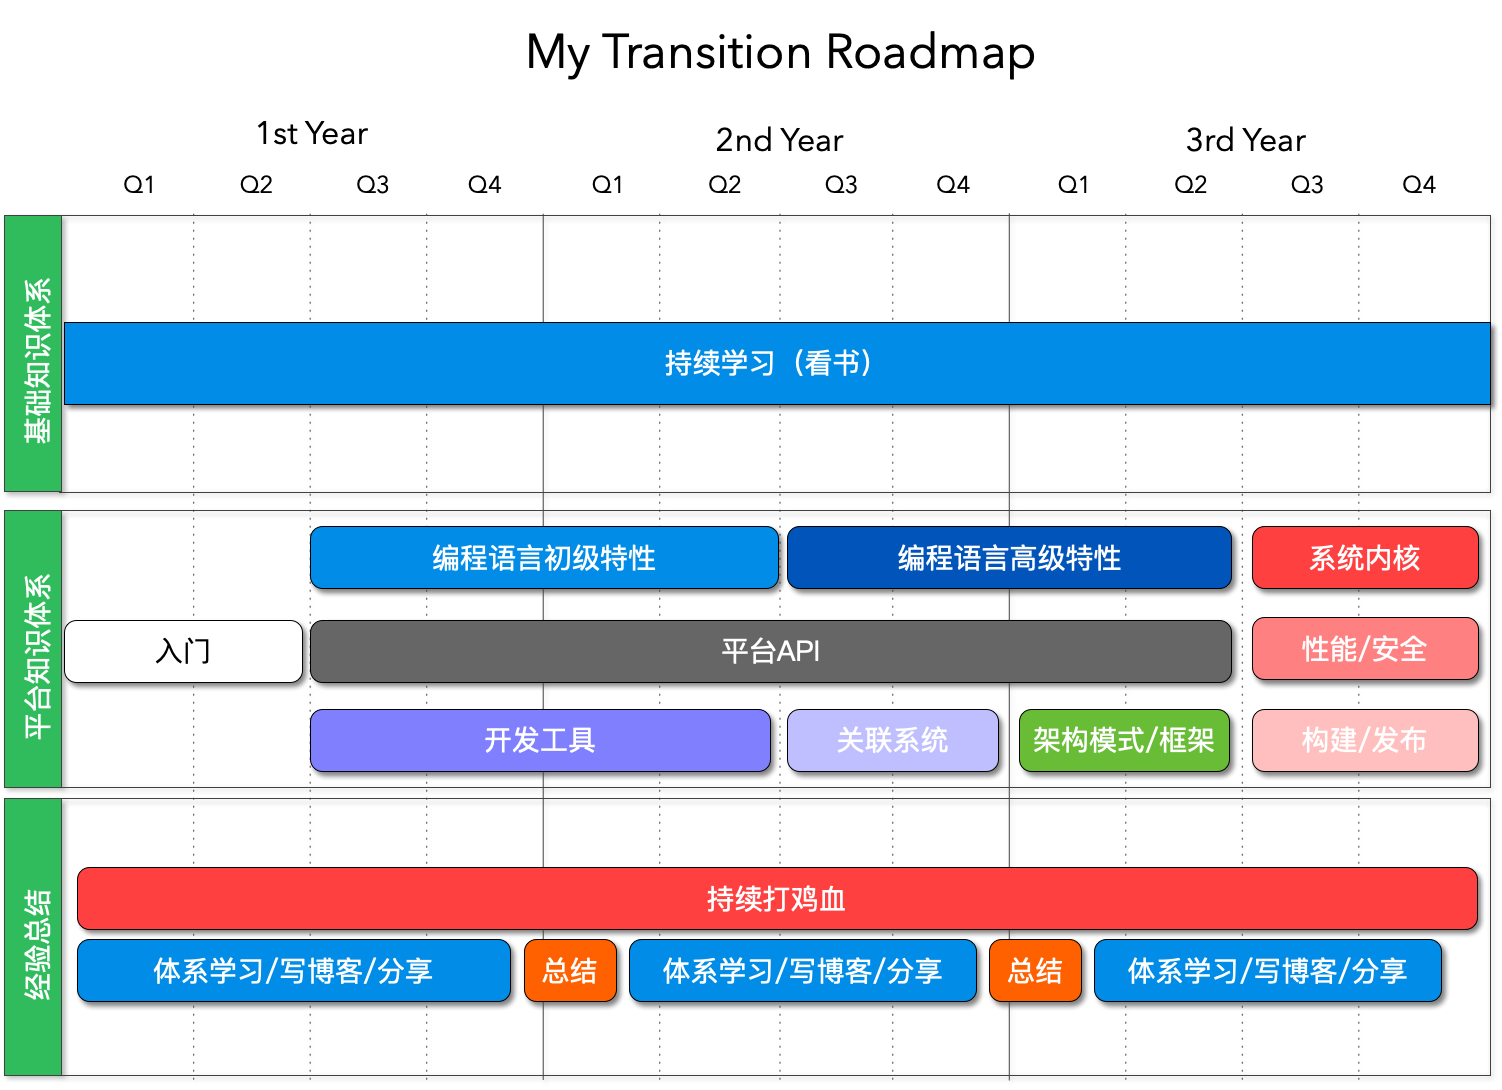 My Transition Roadmap
1st Year
2nd Year
3rd Year
Q1 Q2 Q3 Q4 Q1 Q2 Q3 Q4 Q1 Q2 Q3 Q4
基础知识体系
持续学习（看书）
平台知识体系
编程语言初级特性
编程语言高级特性
系统内核
入门
平台API
性能/安全
开发工具
关联系统
架构模式/框架
构建/发布
经验总结
持续打鸡血
体系学习/写博客/分享
总结
体系学习/写博客/分享
总结
体系学习/写博客/分享